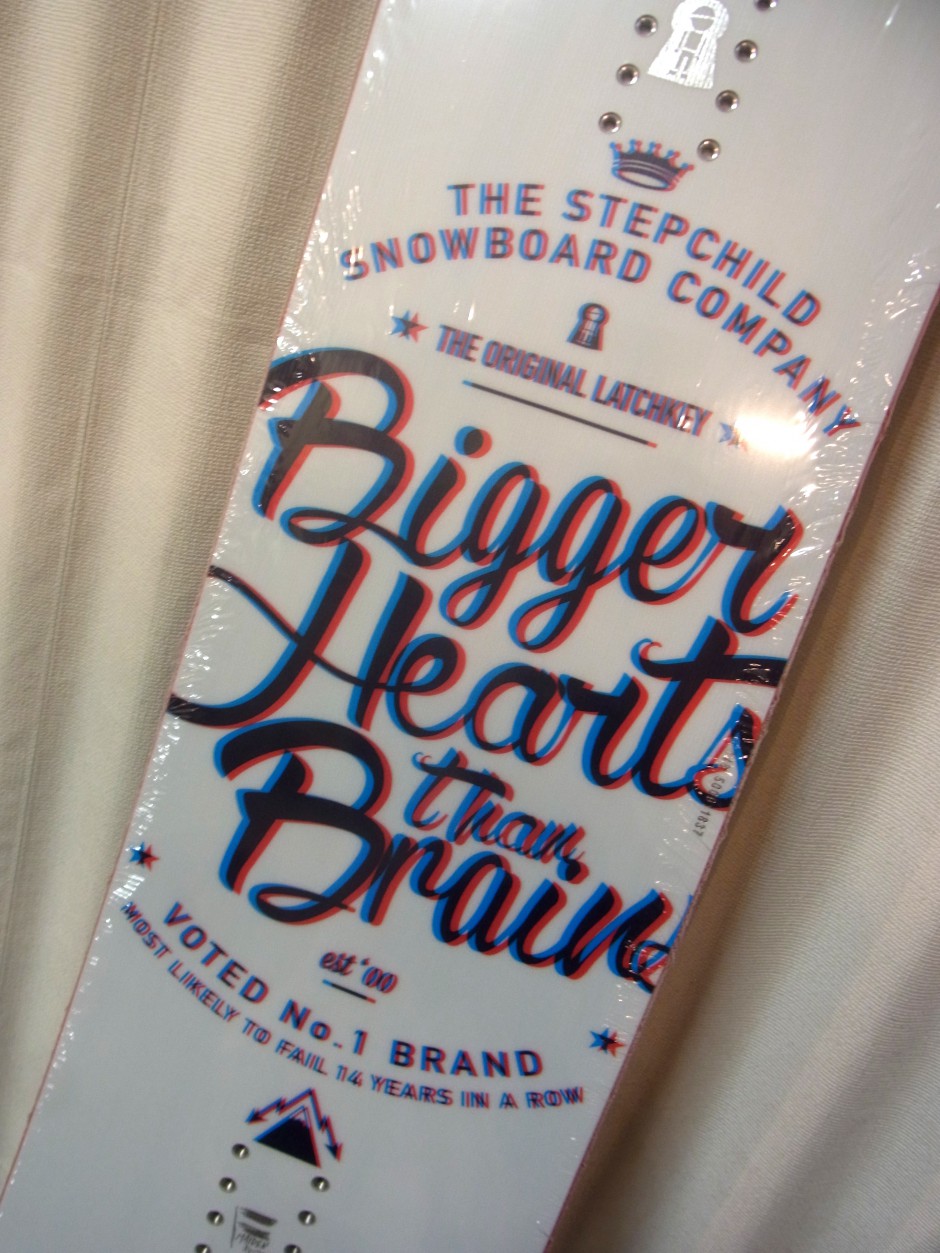 THE STEPCHILD
SNOWBOARD COMPANY
THE ORIGINAL LATCHKEY
Bigger
Hearts
than
Brains
est '00
VOTED No.1 BRAND
MOST LIKELY TO FAIL 14 YEARS IN A ROW